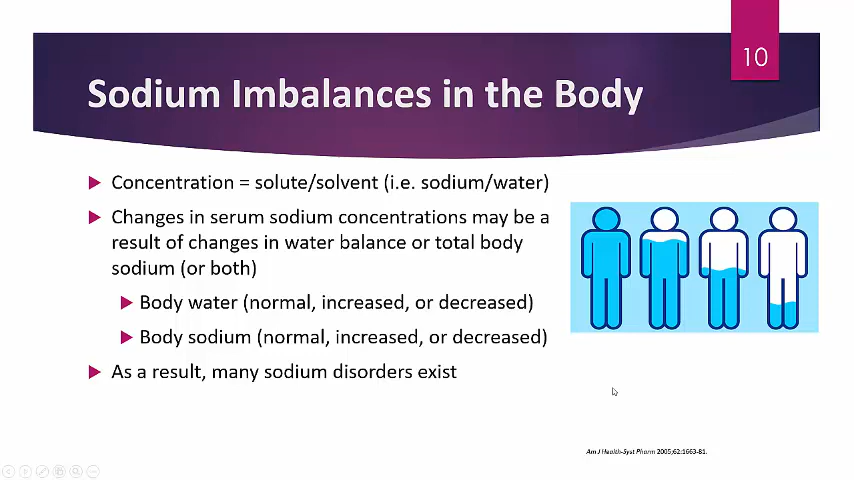 10
Sodium Imbalances in the Body
Concentration = solute/solvent (i.e. sodium/water)
Changes in serum sodium concentrations may be a
result of changes in water balance or total body
sodium (or both)
Body water (normal, increased, or decreased)
Body sodium (normal, increased, or decreased)
As a result, many sodium disorders exist
Am J Health-Syst Pharm 2005;62:1663-81.